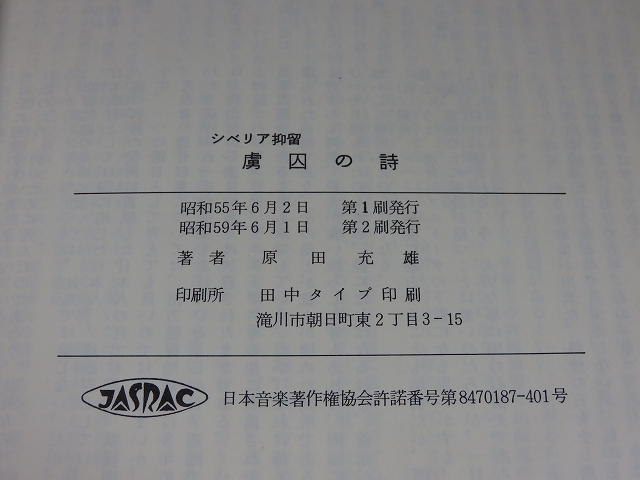 シベリア抑留
虜囚の詩
昭和55年6月2日　第1刷発行
昭和59年6月1日　第2刷発行
著者　原田充雄
印刷所　田中タイプ印刷
滝川市朝日町東2丁目3-15
JASRAC　日本音楽著作権協会許諾番号第8470187-401号